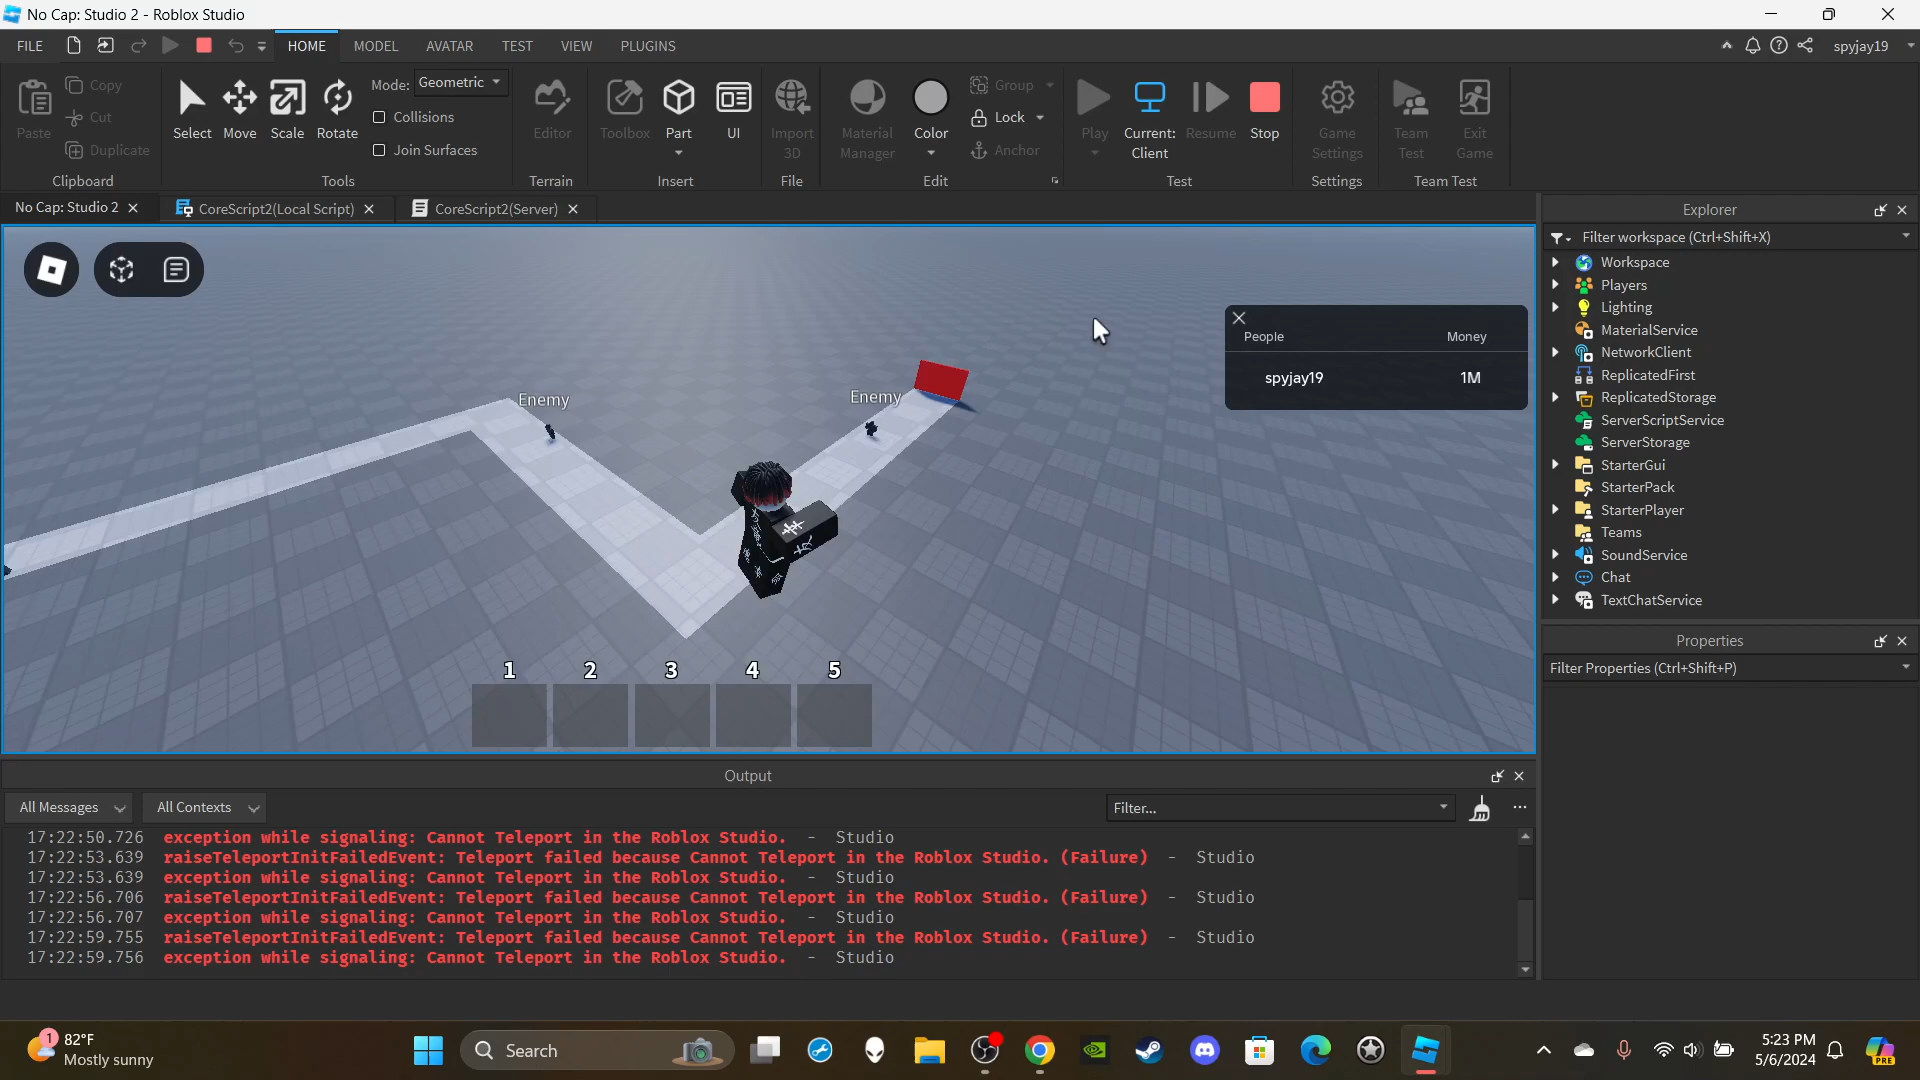 No Cap: Studio 2 - Roblox Studio
FILE HOME MODEL AVATAR TEST VIEW PLUGINS spyjay19
Paste
Copy
Cut
Duplicate
Clipboard
Select Move Scale Rotate
Mode: Geometric
Collisions
Join Surfaces
Tools
Editor
Terrain
Toolbox Part UI
Insert
Import 3D
File
Material Manager
Color
Group
Lock
Anchor
Edit
Play
Current: Client
Resume Stop
Test
Game Settings
Settings
Team Test
Exit Game
Team Test
No Cap: Studio 2 CoreScript2(Local Script) CoreScript2(Server)
People Money
spyjay19 1M
Enemy
Enemy
1 2 3 4 5
Explorer
Filter workspace (Ctrl+Shift+X)
Workspace
Players
Lighting
MaterialService
NetworkClient
ReplicatedFirst
ReplicatedStorage
ServerScriptService
ServerStorage
StarterGui
StarterPack
StarterPlayer
Teams
SoundService
Chat
TextChatService
Properties
Filter Properties (Ctrl+Shift+P)
Output
All Messages All Contexts Filter... ...
17:22:50.726 exception while signaling: Cannot Teleport in the Roblox Studio. - Studio
17:22:53.639 raiseTeleportInitFailedEvent: Teleport failed because Cannot Teleport in the Roblox Studio. (Failure) - Studio
17:22:53.639 exception while signaling: Cannot Teleport in the Roblox Studio. - Studio
17:22:56.706 raiseTeleportInitFailedEvent: Teleport failed because Cannot Teleport in the Roblox Studio. (Failure) - Studio
17:22:56.707 exception while signaling: Cannot Teleport in the Roblox Studio. - Studio
17:22:59.755 raiseTeleportInitFailedEvent: Teleport failed because Cannot Teleport in the Roblox Studio. (Failure) - Studio
17:22:59.756 exception while signaling: Cannot Teleport in the Roblox Studio. - Studio
1
82°F
Mostly sunny
Search
5:23 PM
5/6/2024
PRE